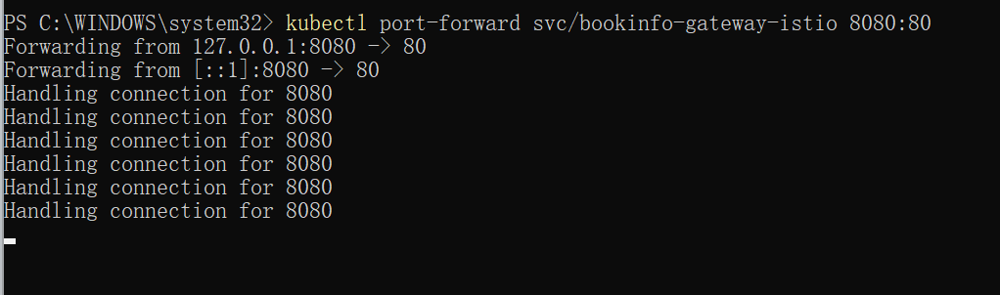 PS C:\WINDOWS\system32> kubectl port-forward svc/bookinfo-gateway-istio 8080:80
Forwarding from 127.0.0.1:8080 -> 80
Forwarding from [::1]:8080 -> 80
Handling connection for 8080
Handling connection for 8080
Handling connection for 8080
Handling connection for 8080
Handling connection for 8080
Handling connection for 8080